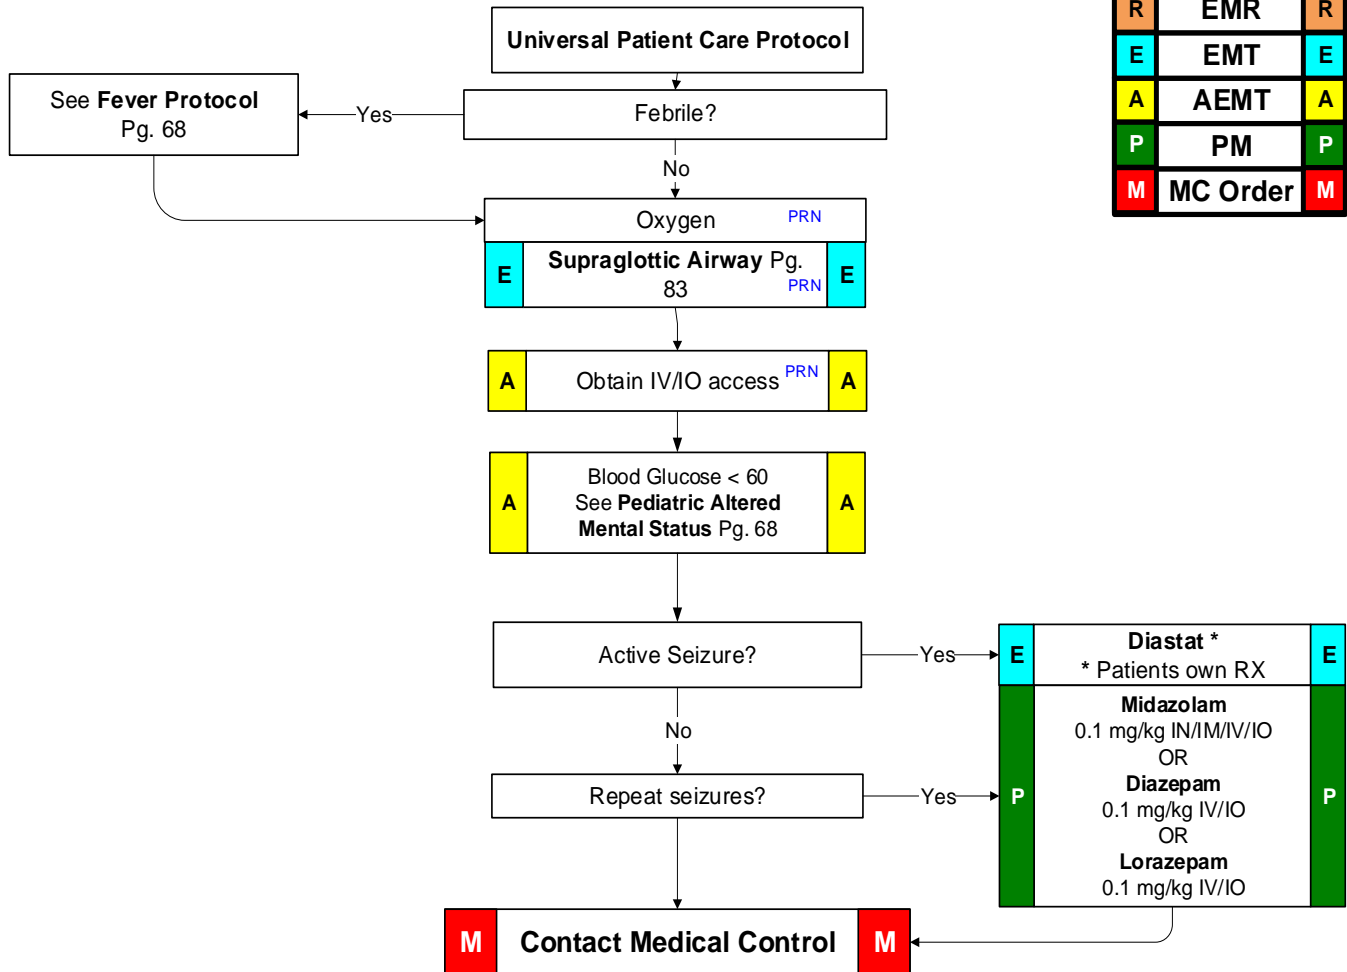 R EMR R
E EMT E
A AEMT A
P PM P
M MC Order M
Universal Patient Care Protocol
Febrile?
Yes
See Fever Protocol
Pg. 68
No
Oxygen PRN
E Supraglottic Airway Pg. E
83 PRN
A Obtain IV/IO access PRN A
Blood Glucose < 60
A See Pediatric Altered A
Mental Status Pg. 68
Active Seizure?
Yes
E Diastat * E
* Patients own RX
No
Midazolam
0.1 mg/kg IN/IM/IV/IO
OR
Repeat seizures?
Yes
P Diazepam P
0.1 mg/kg IV/IO
OR
Lorazepam
0.1 mg/kg IV/IO
M Contact Medical Control M